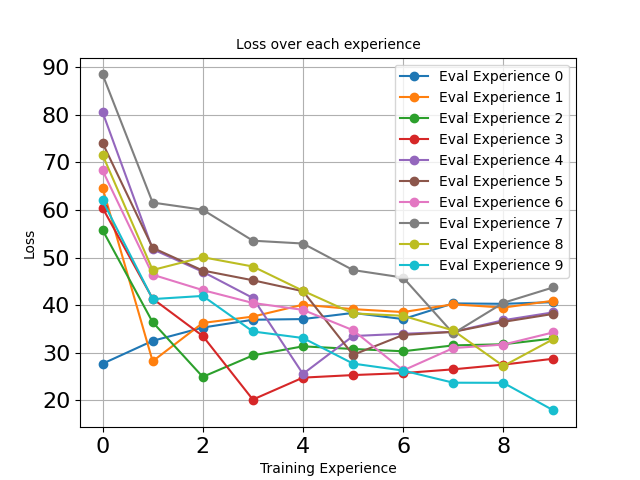 Loss over each experience
90
80
70
60
50
40
30
20
Loss
0 2 4 6 8
Training Experience
Eval Experience 0
Eval Experience 1
Eval Experience 2
Eval Experience 3
Eval Experience 4
Eval Experience 5
Eval Experience 6
Eval Experience 7
Eval Experience 8
Eval Experience 9